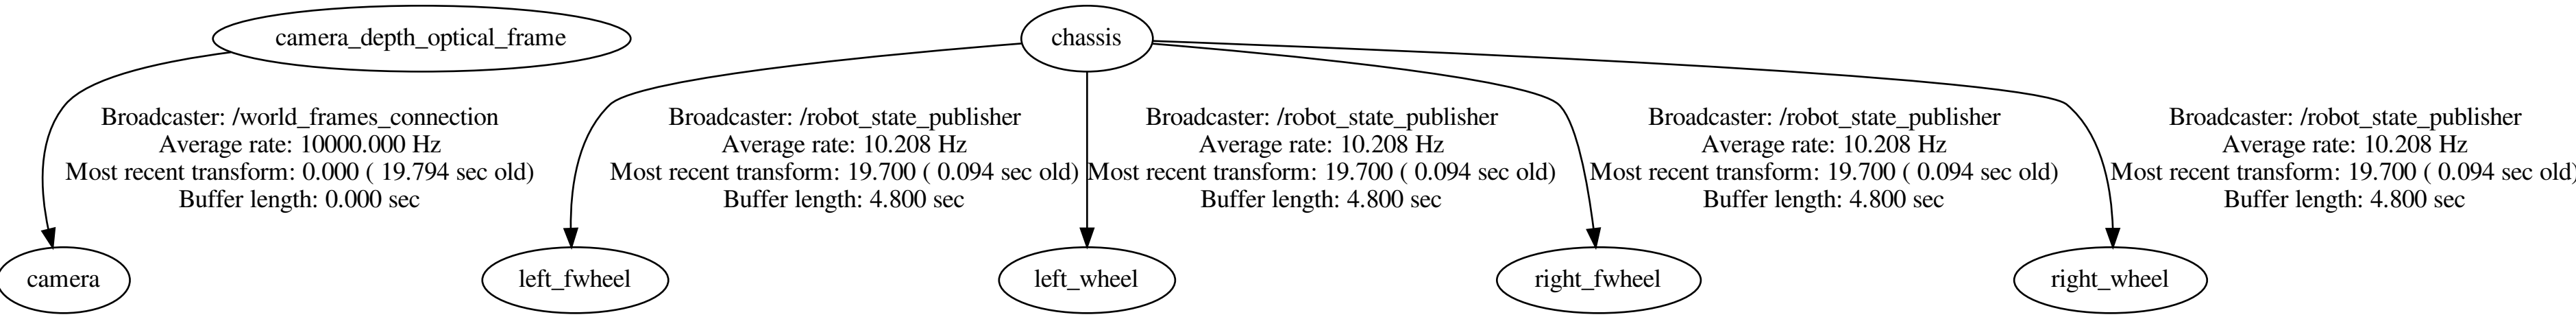 camera_depth_optical_frame
chassis
Broadcaster: /world_frames_connection
Average rate: 10000.000 Hz
Most recent transform: 0.000 ( 19.794 sec old)
Buffer length: 0.000 sec
Broadcaster: /robot_state_publisher
Average rate: 10.208 Hz
Most recent transform: 19.700 ( 0.094 sec old)
Buffer length: 4.800 sec
Broadcaster: /robot_state_publisher
Average rate: 10.208 Hz
Most recent transform: 19.700 ( 0.094 sec old)
Buffer length: 4.800 sec
Broadcaster: /robot_state_publisher
Average rate: 10.208 Hz
Most recent transform: 19.700 ( 0.094 sec old)
Buffer length: 4.800 sec
Broadcaster: /robot_state_publisher
Average rate: 10.208 Hz
Most recent transform: 19.700 ( 0.094 sec old)
Buffer length: 4.800 sec
camera
left_fwheel
left_wheel
right_fwheel
right_wheel